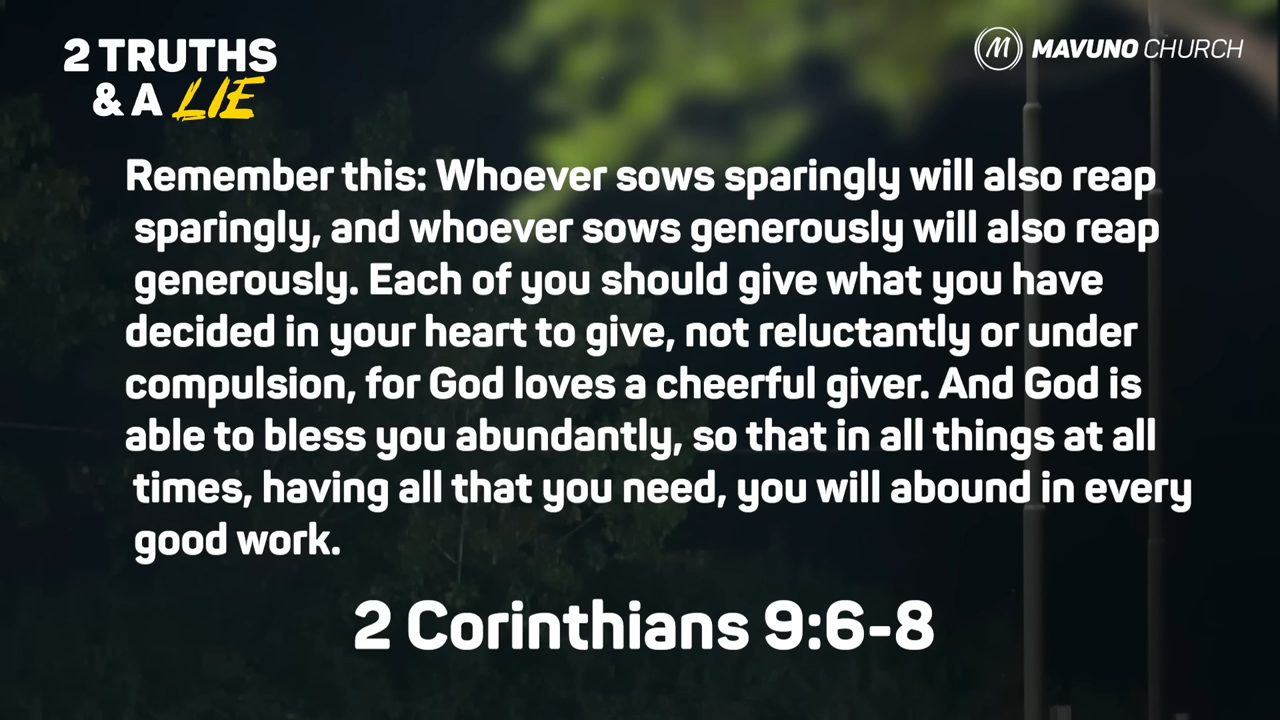 2 TRUTHS
& A LIE
M MAVUNO CHURCH
Remember this: Whoever sows sparingly will also reap
sparingly, and whoever sows generously will also reap
generously. Each of you should give what you have
decided in your heart to give, not reluctantly or under
compulsion, for God loves a cheerful giver. And God is
able to bless you abundantly, so that in all things at all
times, having all that you need, you will abound in every
good work.
2 Corinthians 9:6-8